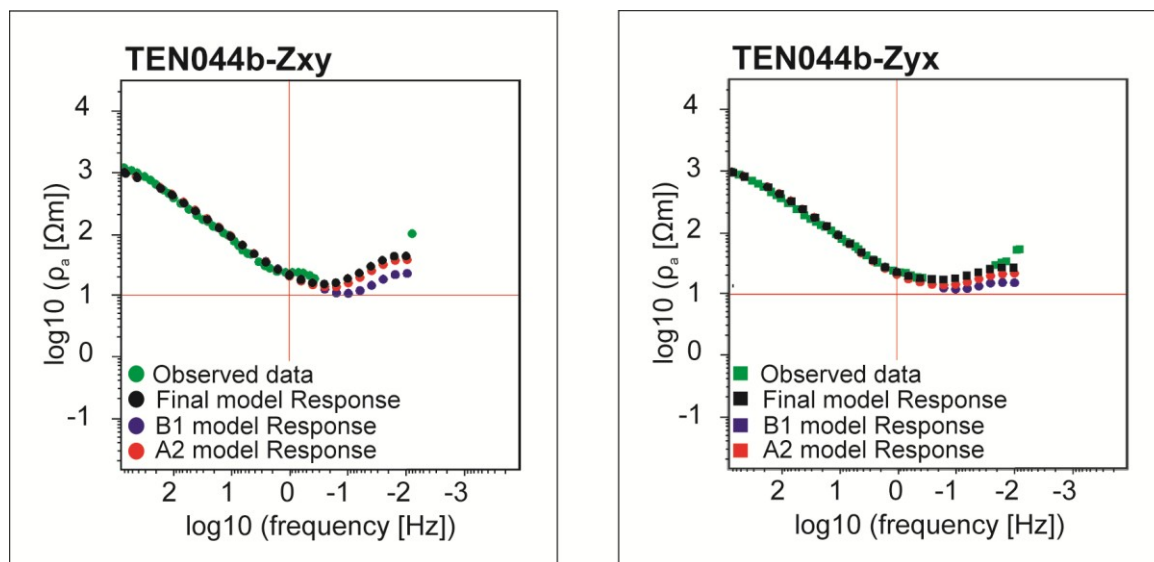 TEN044b-Zxy
4
3
2
1
0
-1
log10 (ρa [Ωm])
Observed data
Final model Response
B1 model Response
A2 model Response
2 1 0 -1 -2 -3
log10 (frequency [Hz])
TEN044b-Zyx
4
3
2
1
0
-1
log10 (ρa [Ωm])
Observed data
Final model Response
B1 model Response
A2 model Response
2 1 0 -1 -2 -3
log10 (frequency [Hz])